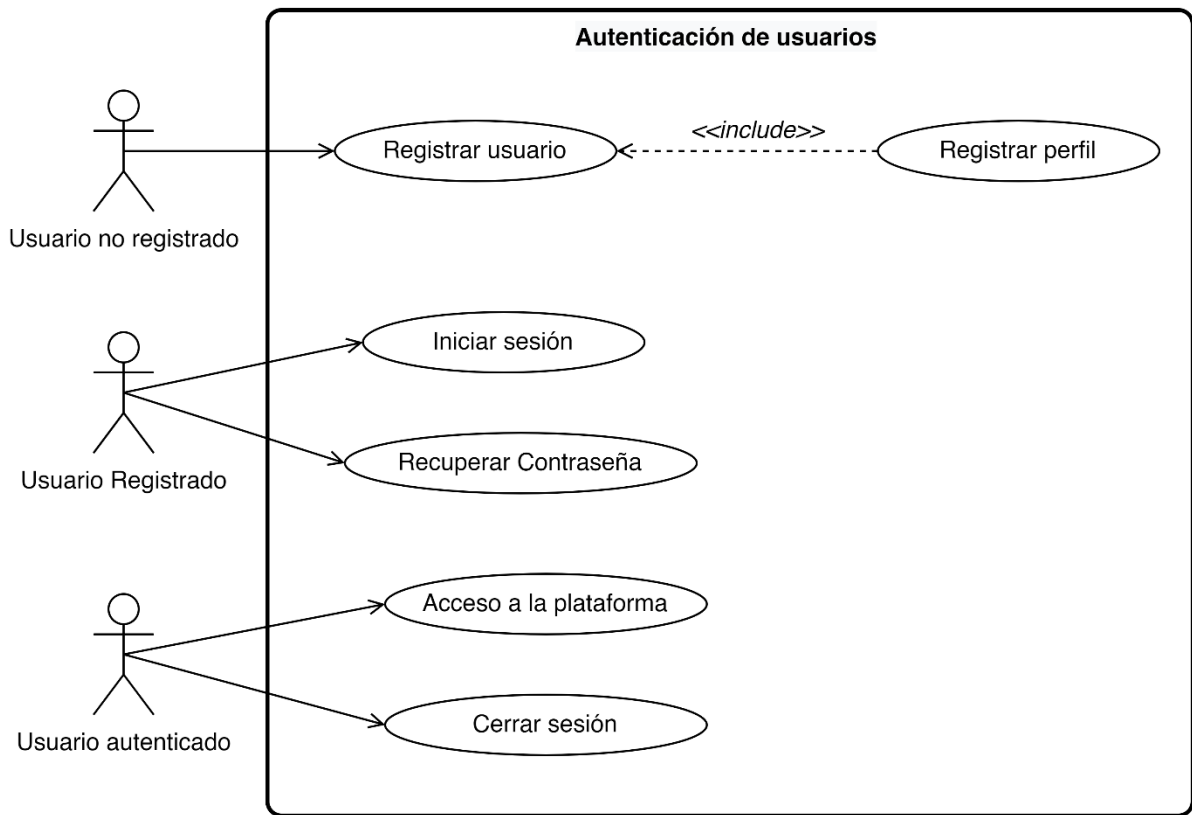 Autenticación de usuarios
<<include>>
Registrar usuario
Registrar perfil
Usuario no registrado
Iniciar sesión
Recuperar Contraseña
Usuario Registrado
Acceso a la plataforma
Cerrar sesión
Usuario autenticado